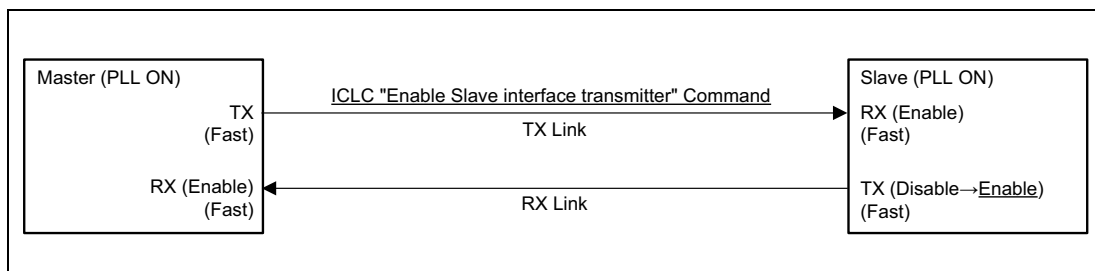 Master (PLL ON)
TX
(Fast)
RX (Enable)
(Fast)
ICLC "Enable Slave interface transmitter" Command
TX Link
RX Link
Slave (PLL ON)
RX (Enable)
(Fast)
TX (Disable→Enable)
(Fast)